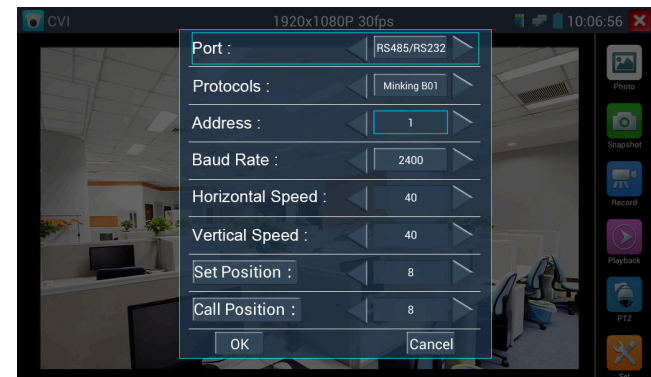 CVI 1920x1080P 30fps 10:06:56
Port : RS485/RS232
Protocols : Minking B01
Address : 1
Baud Rate : 2400
Horizontal Speed : 40
Vertical Speed : 40
Set Position : 8
Call Position : 8
OK Cancel
Photo
Snapshot
Record
Playback
PTZ
Set